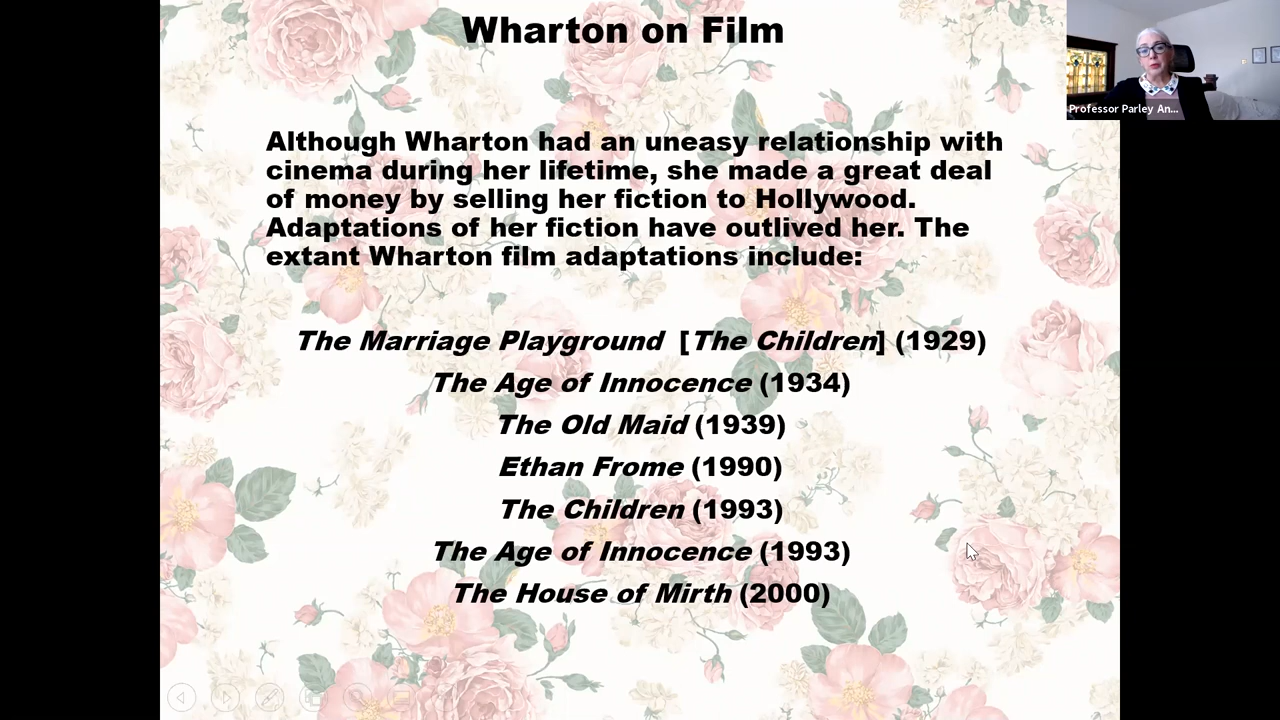 Wharton on Film
Professor Parley An...
Although Wharton had an uneasy relationship with
cinema during her lifetime, she made a great deal
of money by selling her fiction to Hollywood.
Adaptations of her fiction have outlived her. The
extant Wharton film adaptations include:
The Marriage Playground [The Children] (1929)
The Age of Innocence (1934)
The Old Maid (1939)
Ethan Frome (1990)
The Children (1993)
The Age of Innocence (1993)
The House of Mirth (2000)